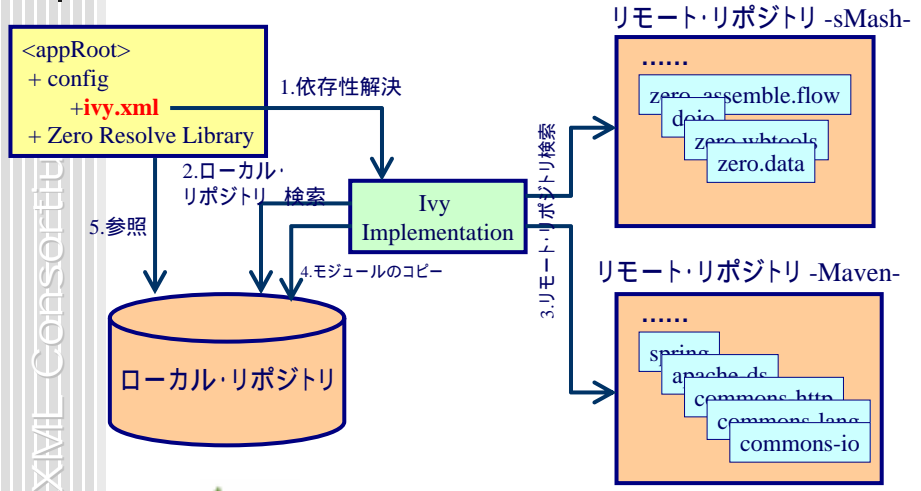 リモート・リポジトリ -sMash-
<appRoot>
+ config
+ivy.xml
+ Zero Resolve Library
1.依存性解決
......
zero.assemble.flow
dojo
zero.wbtools
zero.data
2.ローカル・
リポジトリ 検索
3.リモート・リポジトリ検索
Ivy
Implementation
5.参照
4.モジュールのコピー
ローカル・リポジトリ
リモート・リポジトリ -Maven-
......
spring
apache-ds
commons-http
commons-lang
commons-io
XML Consortiu